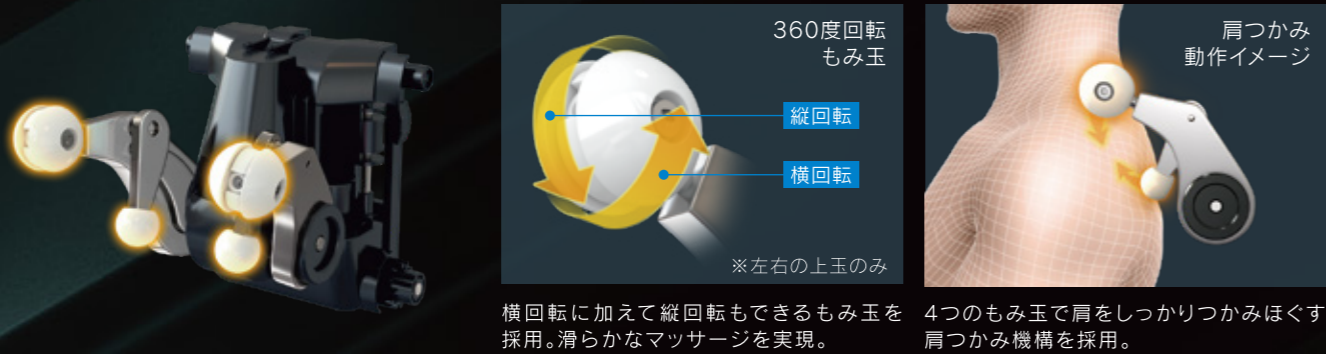 360度回転
もみ玉
縦回転
横回転
※左右の上玉のみ
横回転に加えて縦回転もできるもみ玉を
採用。滑らかなマッサージを実現。
肩つかみ
動作イメージ
4つのもみ玉で肩をしっかりつかみほぐす
肩つかみ機構を採用。